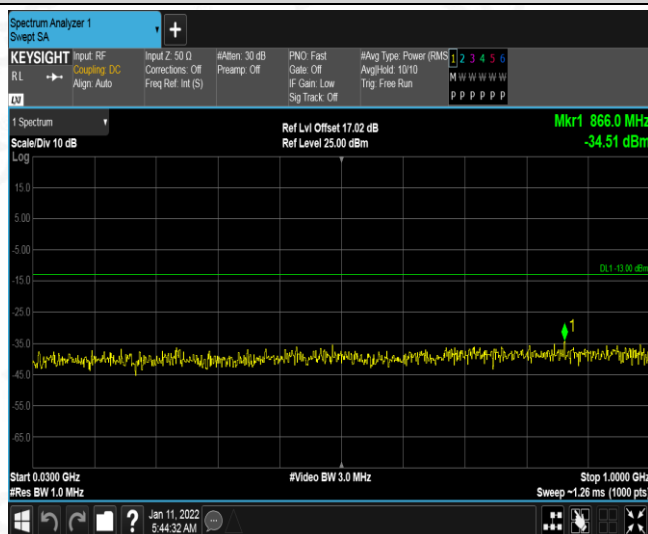 Spectrum Analyzer 1
Swept SA
+
KEYSIGHT
RL
LXI
Input: RF
Coupling: DC
Align: Auto
Input Z: 50 Ω
Corrections: Off
Freq Ref: Int (S)
#Atten: 30 dB
Preamp: Off
PNO: Fast
Gate: Off
IF Gain: Low
Sig Track: Off
#Avg Type: Power (RMS
Avg|Hold: 10/10
Trig: Free Run
1 2 3 4 5 6
M W W W W W
P P P P P P
1 Spectrum
Scale/Div 10 dB
Ref Lvl Offset 17.02 dB
Ref Level 25.00 dBm
Mkr1 866.0 MHz
-34.51 dBm
Log
15.0
5.00
-5.00
DL1 -13.00 dBm
-15.0
-25.0
1
-35.0
-45.0
-55.0
-65.0
Start 0.0300 GHz
#Res BW 1.0 MHz
#Video BW 3.0 MHz
Stop 1.0000 GHz
Sweep ~1.26 ms (1000 pts)
?
Jan 11, 2022
5:44:32 AM